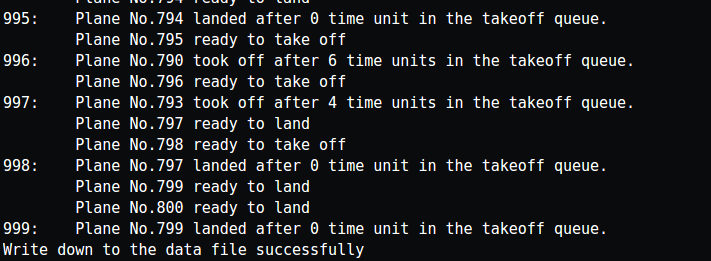 Plane No.794 ready to land
995:    Plane No.794 landed after 0 time unit in the takeoff queue.
        Plane No.795 ready to take off
996:    Plane No.790 took off after 6 time units in the takeoff queue.
        Plane No.796 ready to take off
997:    Plane No.793 took off after 4 time units in the takeoff queue.
        Plane No.797 ready to land
        Plane No.798 ready to take off
998:    Plane No.797 landed after 0 time unit in the takeoff queue.
        Plane No.799 ready to land
        Plane No.800 ready to land
999:    Plane No.799 landed after 0 time unit in the takeoff queue.
Write down to the data file successfully